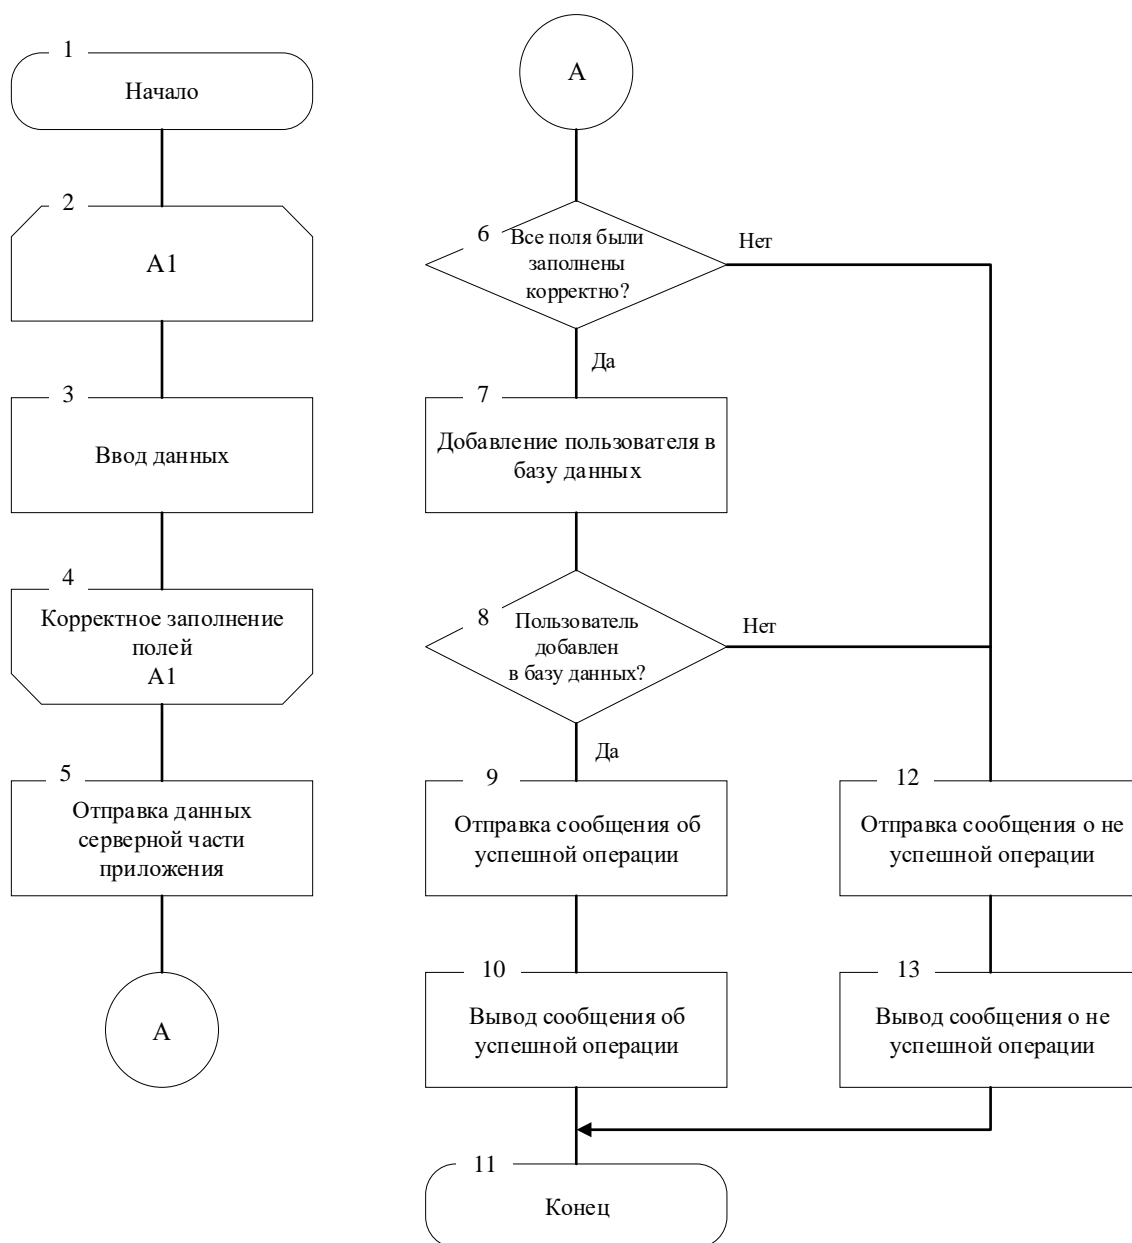 1
Начало
2
А1
3
Ввод данных
4
Корректное заполнение
полей
А1
5
Отправка данных
серверной части
приложения
А
А
6
Все поля были
заполнены
корректно?
Нет
Да
7
Добавление пользователя в
базу данных
8
Пользователь
добавлен
в базу данных?
Нет
Да
9
Отправка сообщения об
успешной операции
10
Вывод сообщения об
успешной операции
11
Конец
12
Отправка сообщения о не
успешной операции
13
Вывод сообщения о не
успешной операции